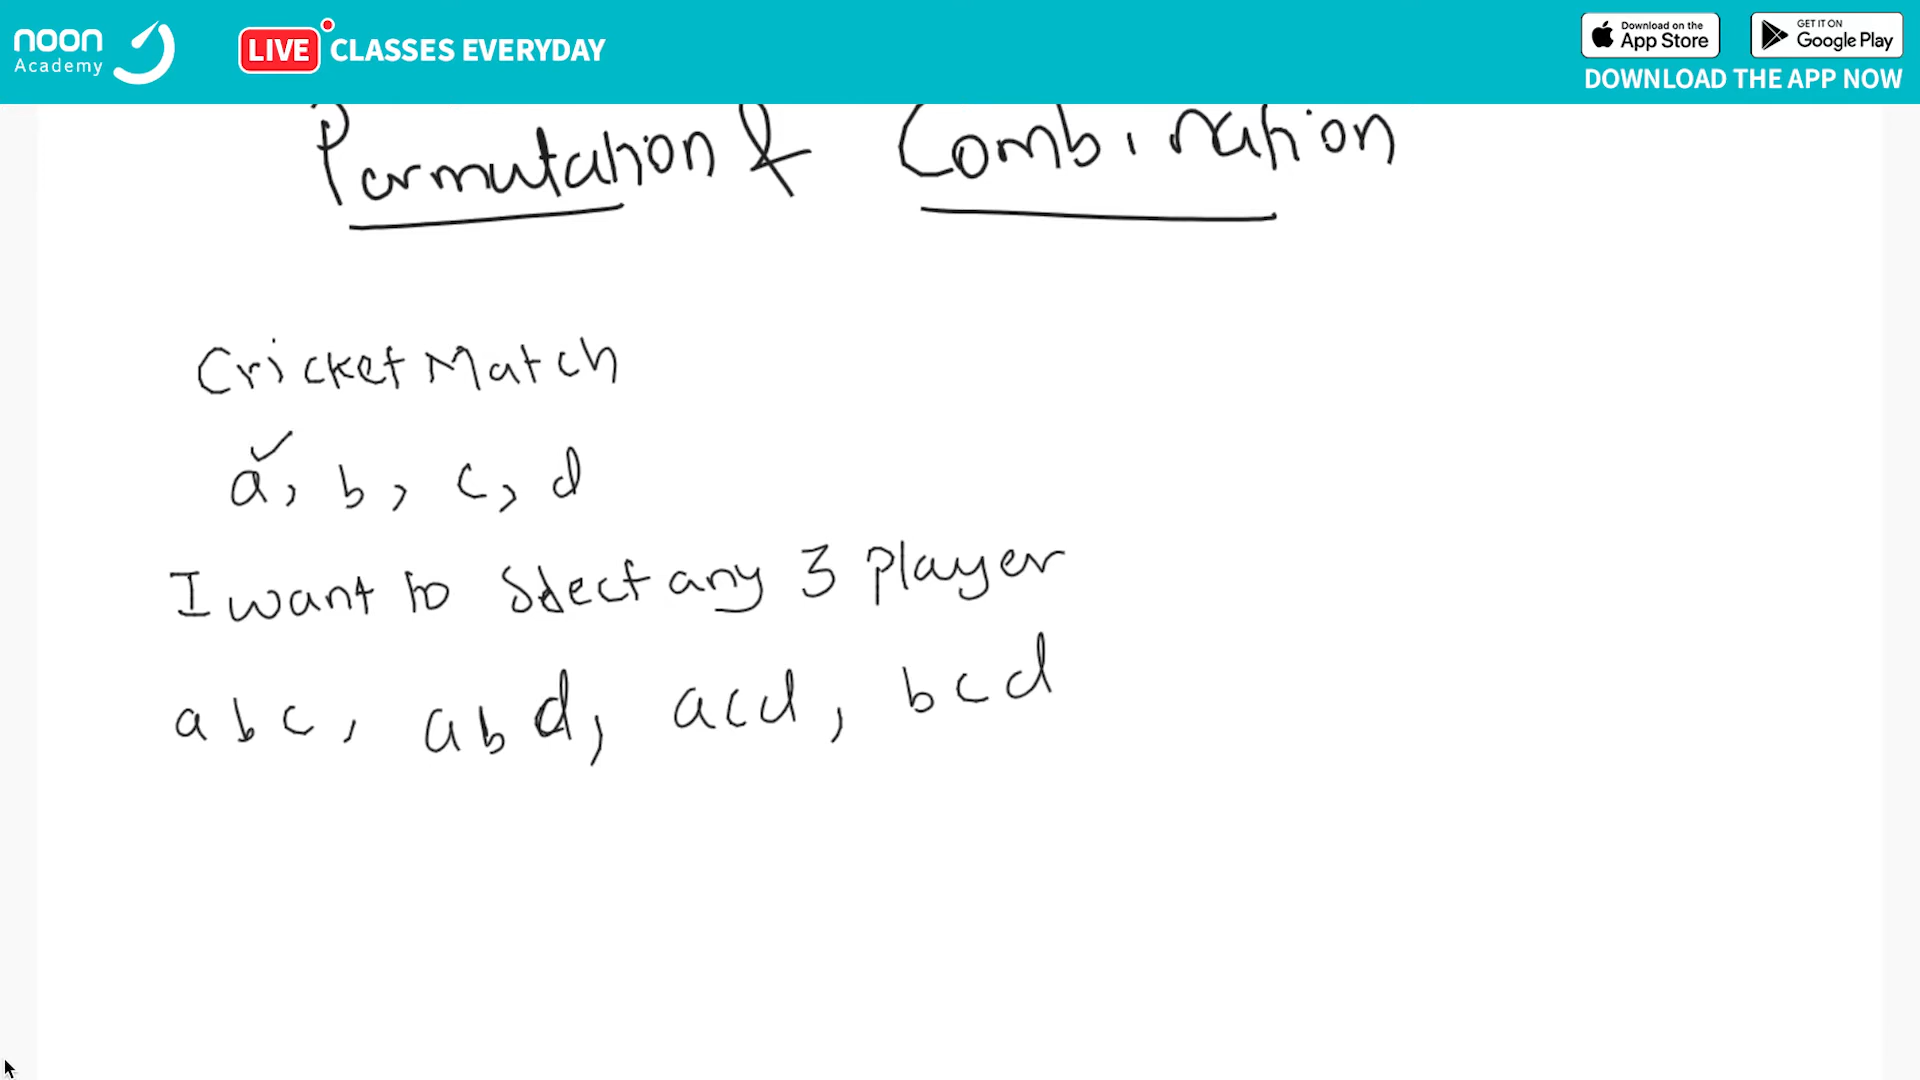 noon
Academy
LIVE CLASSES EVERYDAY
Download on the
App Store
GET IT ON
Google Play
DOWNLOAD THE APP NOW
Permutation & Combination
Cricket Match
a, b, c, d
I want to Select any 3 player
abc, abd, acd, bcd